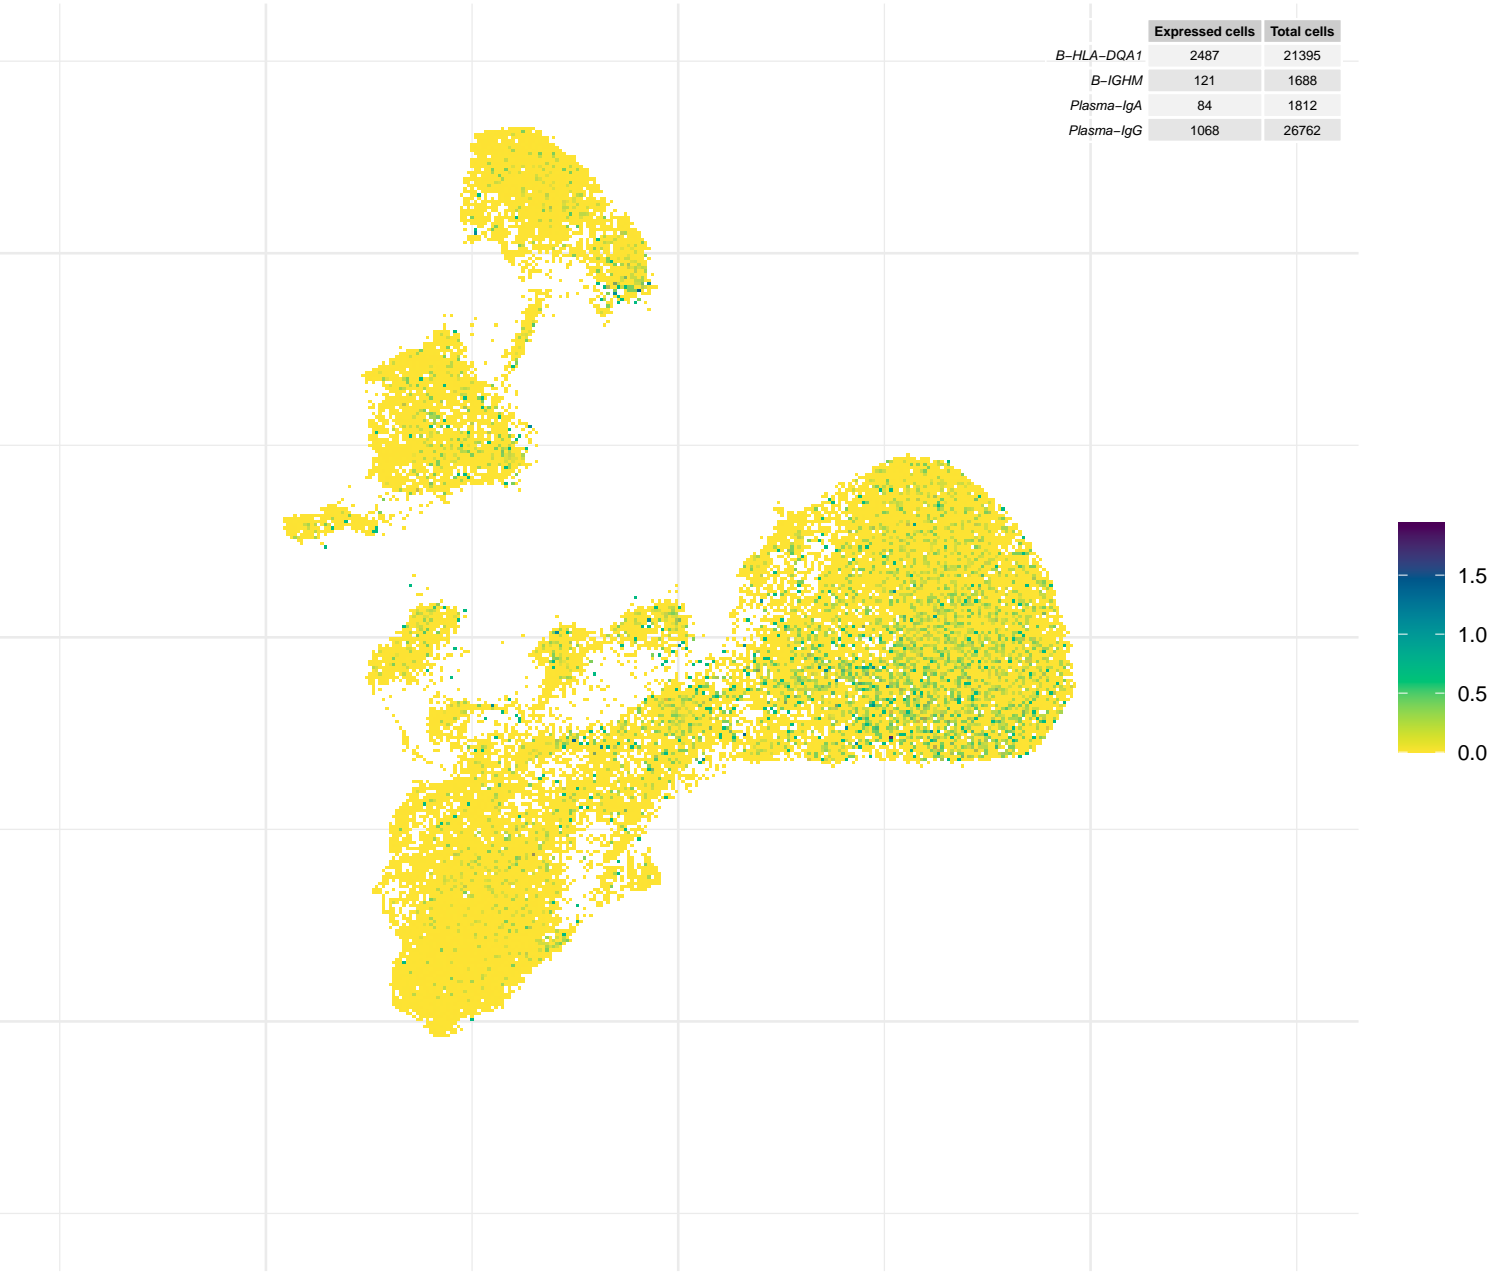 Expressed cells Total cells
B−HLA−DQA1 2487 21395
B−IGHM 121 1688
Plasma−IgA 84 1812
Plasma−IgG 1068 26762
1.5
1.0
0.5
0.0